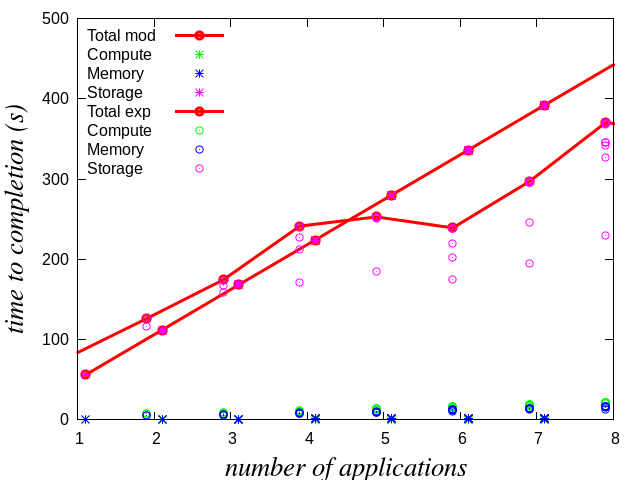 500
400
300
200
100
0
time to completion (s)
Total mod
Compute
Memory
Storage
Total exp
Compute
Memory
Storage
1 2 3 4 5 6 7 8
number of applications